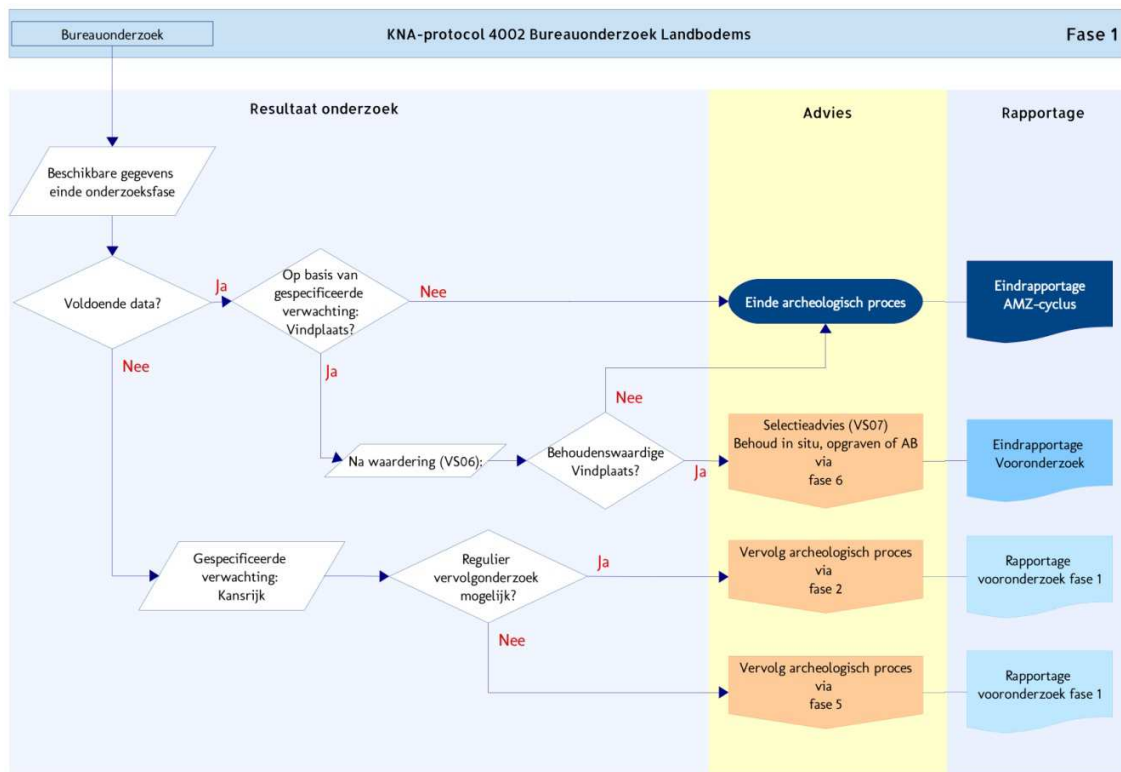 Bureauonderzoek
KNA-protocol 4002 Bureauonderzoek Landbodems
Fase 1
Resultaat onderzoek
Advies
Rapportage
Beschikbare gegevens
einde onderzoeksfase
Voldoende data?
Ja
Op basis van
gespecificeerde
verwachting:
Vindplaats?
Nee
Einde archeologisch proces
Eindrapportage
AMZ-cyclus
Nee
Ja
Na waardering (VS06):
Behoudenswaardige
Vindplaats?
Nee
Ja
Selectieadvies (VS07)
Behoud in situ, opgraven of AB
via
fase 6
Eindrapportage
Vooronderzoek
Gespecificeerde
verwachting:
Kansrijk
Regulier
vervolgonderzoek
mogelijk?
Ja
Vervolg archeologisch proces
via
fase 2
Rapportage
vooronderzoek fase 1
Nee
Vervolg archeologisch proces
via
fase 5
Rapportage
vooronderzoek fase 1